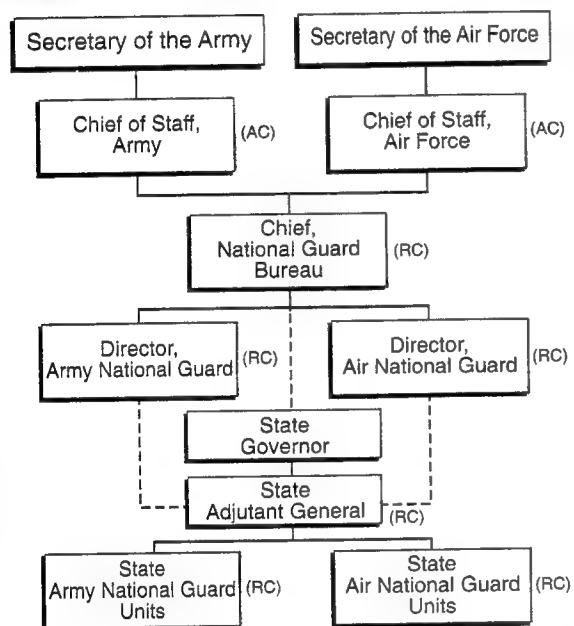 Secretary of the Army
Secretary of the Air Force
Chief of Staff,
Army
(AC)
Chief of Staff,
Air Force
(AC)
Chief,
National Guard
Bureau
(RC)
Director,
Army National Guard
(RC)
Director,
Air National Guard
(RC)
State
Governor
State
Adjutant General
(RC)
State
Army National Guard
Units
(RC)
State
Air National Guard
Units
(RC)